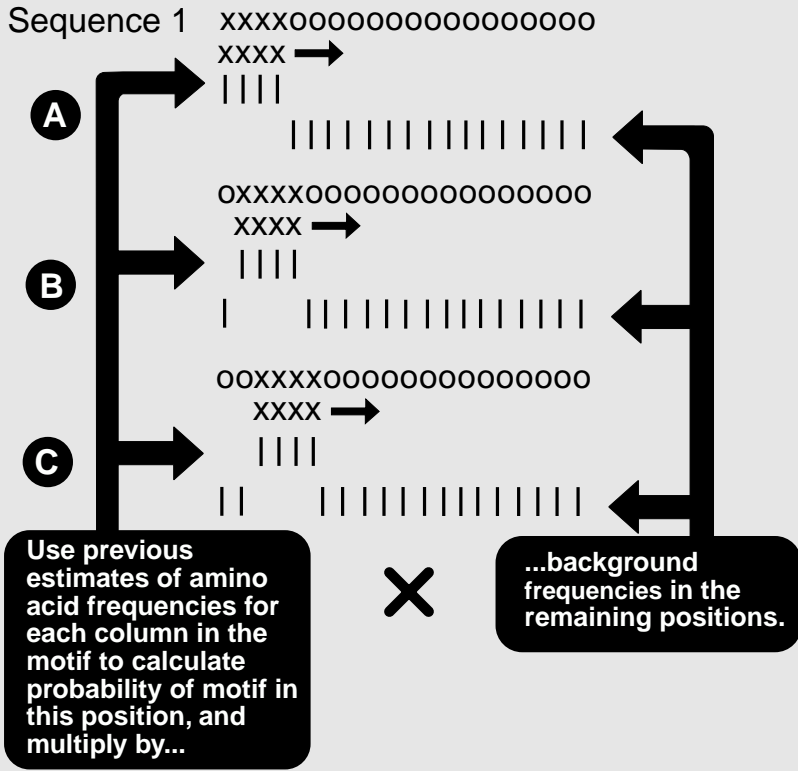 Sequence 1 xxxxoooooooooooooooo
xxxx
||||
A
||||||||||||||||
oxxxxooooooooooooooo
xxxx
||||
B
| |||||||||||||||
ooxxxxoooooooooooooo
xxxx
||||
C
|| ||||||||||||||
Use previous
estimates of amino
acid frequencies for
each column in the
motif to calculate
probability of motif in
this position, and
multiply by...
×
...background
frequencies in the
remaining positions.